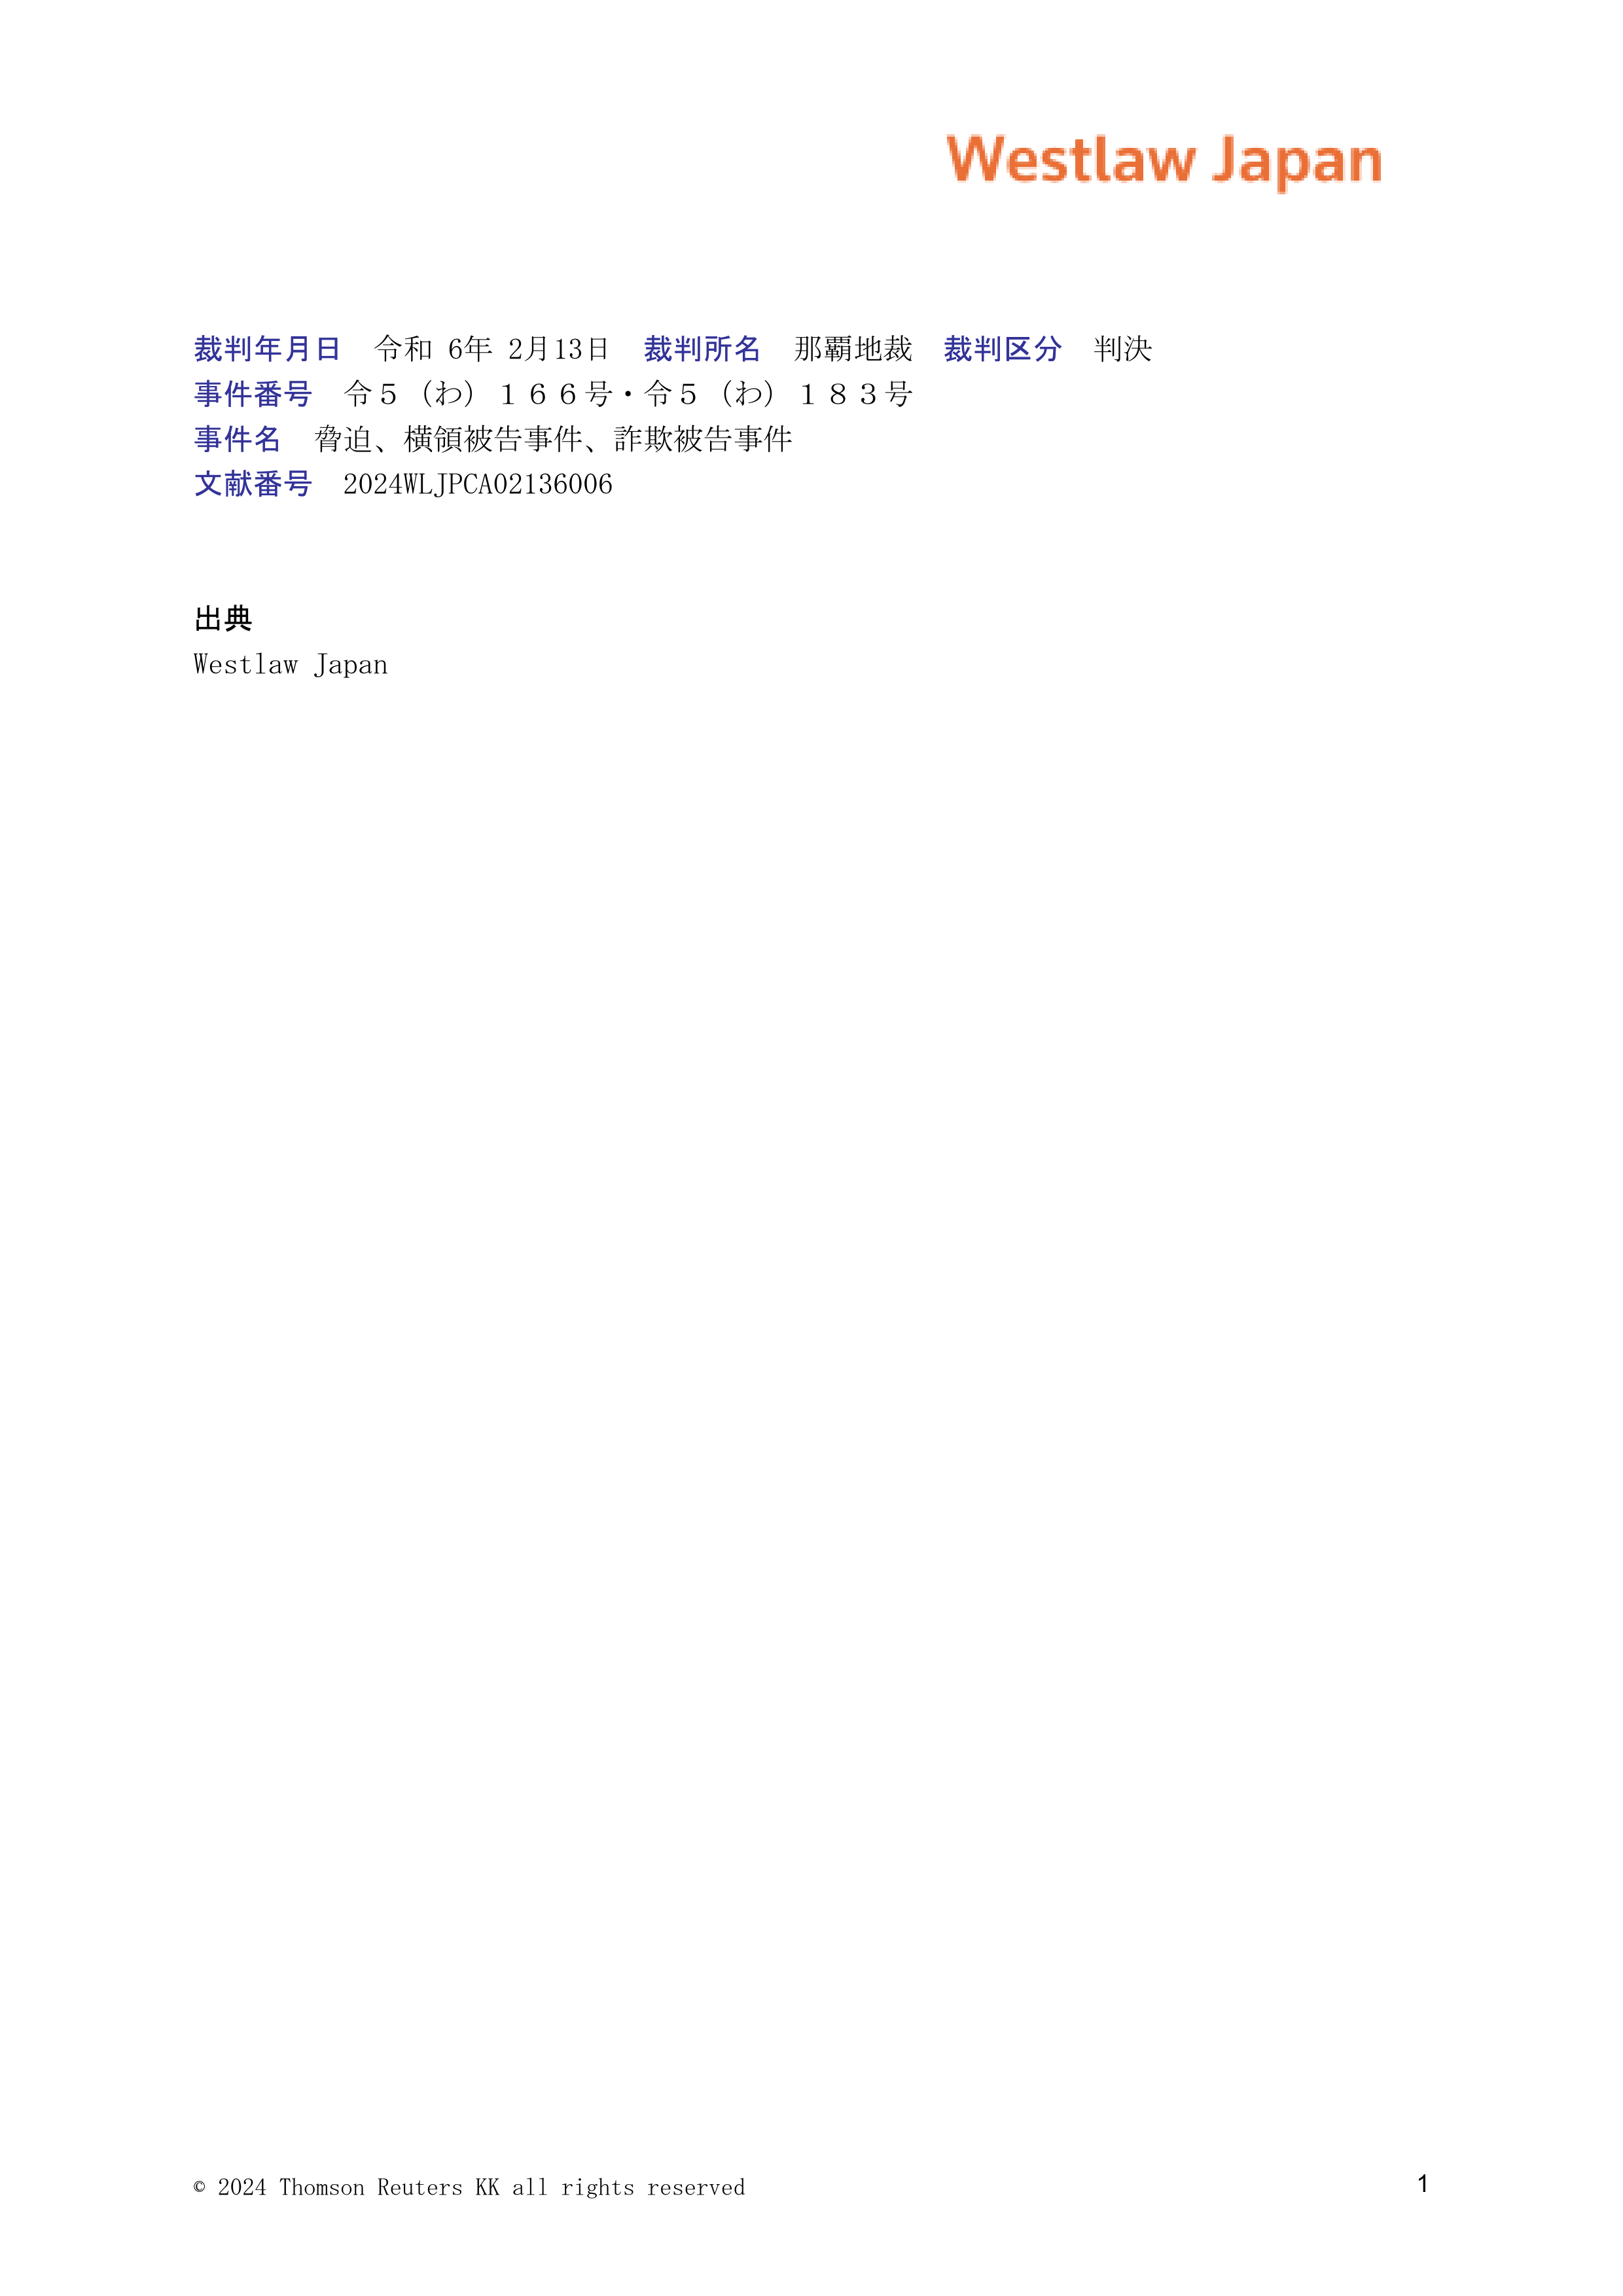 Westlaw Japan
裁判年月日　令和 6年 2月13日　裁判所名　那覇地裁　裁判区分　判決
事件番号　令５（わ）１６６号・令５（わ）１８３号
事件名　脅迫、横領被告事件、詐欺被告事件
文献番号　2024WLJPCA02136006
出典
Westlaw Japan
© 2024 Thomson Reuters KK all rights reserved
1